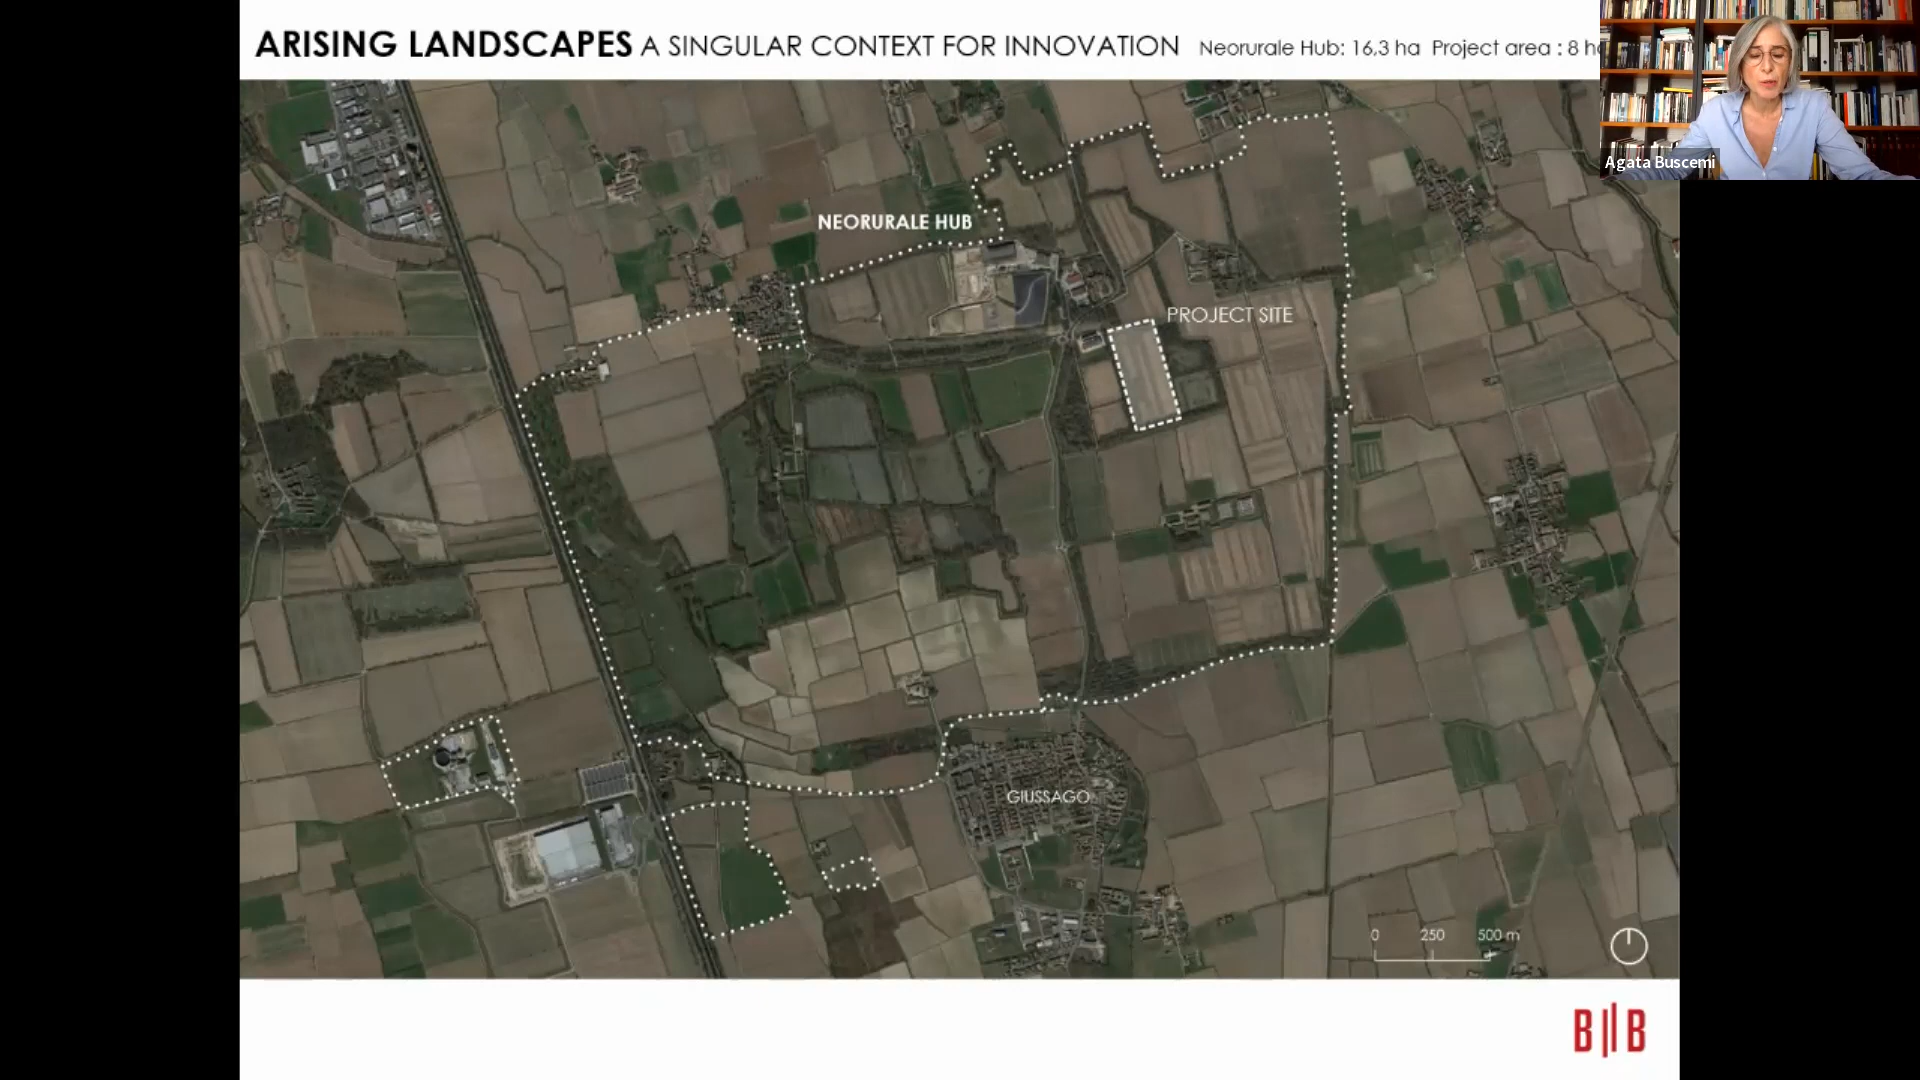 ARISING LANDSCAPES A SINGULAR CONTEXT FOR INNOVATION Neorurale Hub: 16,3 ha Project area : 8 ha
Agata Buscemi
NEORURALE HUB
PROJECT SITE
GIUSSAGO
0 250 500 m
B||B